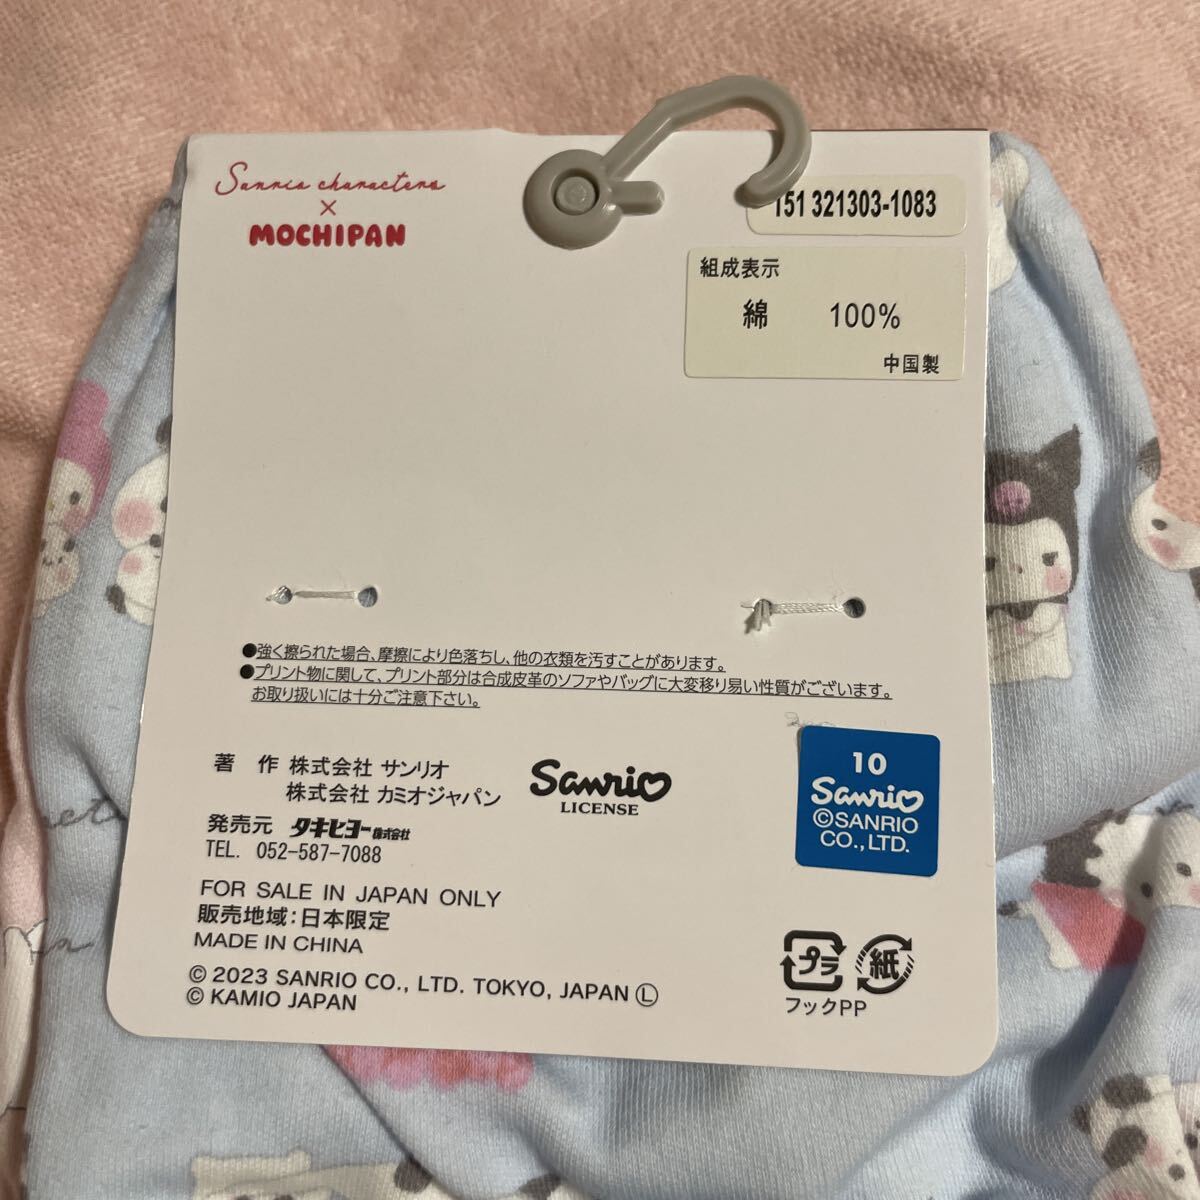 Sanrio characters
×
MOCHIPAN
151 321303-1083
組成表示
綿 100%
中国製
●強く擦られた場合、摩擦により色落ちし、他の衣類を汚すことがあります。
●プリント物に関して、プリント部分は合成皮革のソファやバッグに大変移り易い性質がございます。
お取り扱いには十分ご注意下さい。
著 作 株式会社 サンリオ
株式会社 カミオジャパン
Sanrio
LICENSE
発売元 タキヒヨー株式会社
TEL. 052-587-7088
10
Sanrio
©SANRIO
CO.,LTD.
FOR SALE IN JAPAN ONLY
販売地域:日本限定
MADE IN CHINA
© 2023 SANRIO CO., LTD. TOKYO, JAPAN Ⓛ
© KAMIO JAPAN
プラ
紙
フックPP